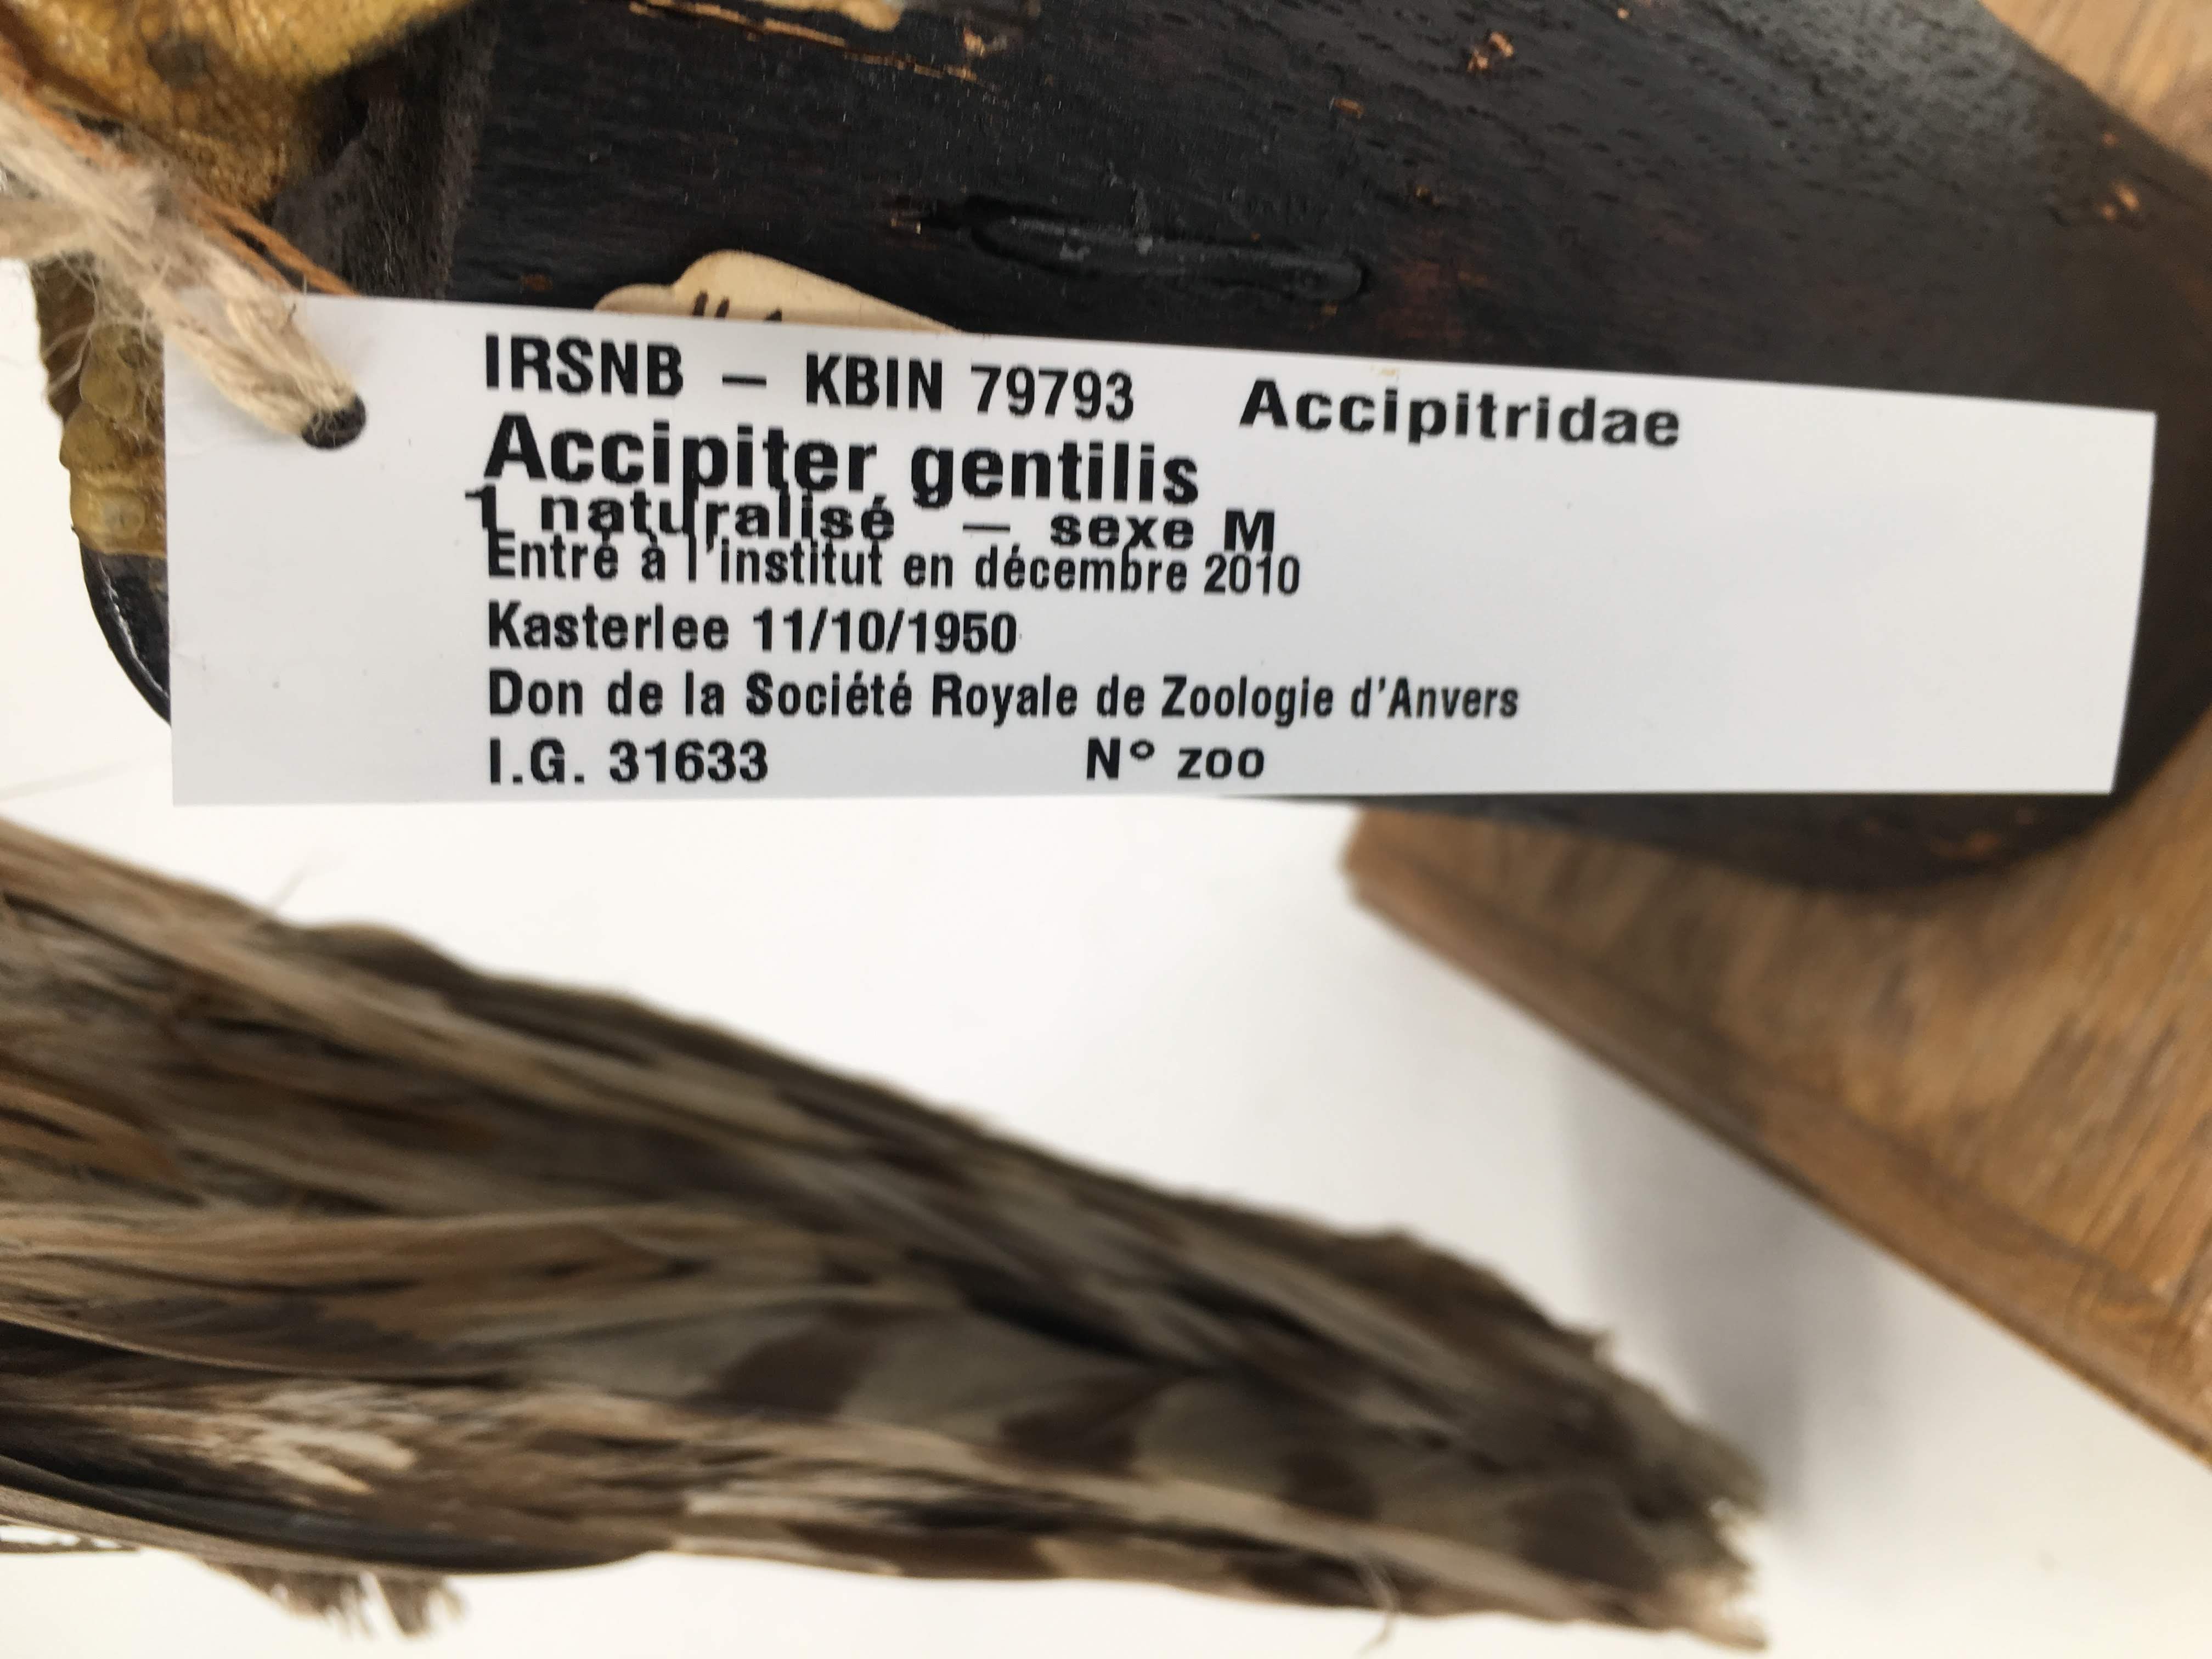 IRSNB – KBIN 79793 Accipitridae
Accipiter gentilis
1 naturalisé – sexe M
Entré à l'institut en décembre 2010
Kasterlee 11/10/1950
Don de la Société Royale de Zoologie d'Anvers
I.G. 31633 N° zoo